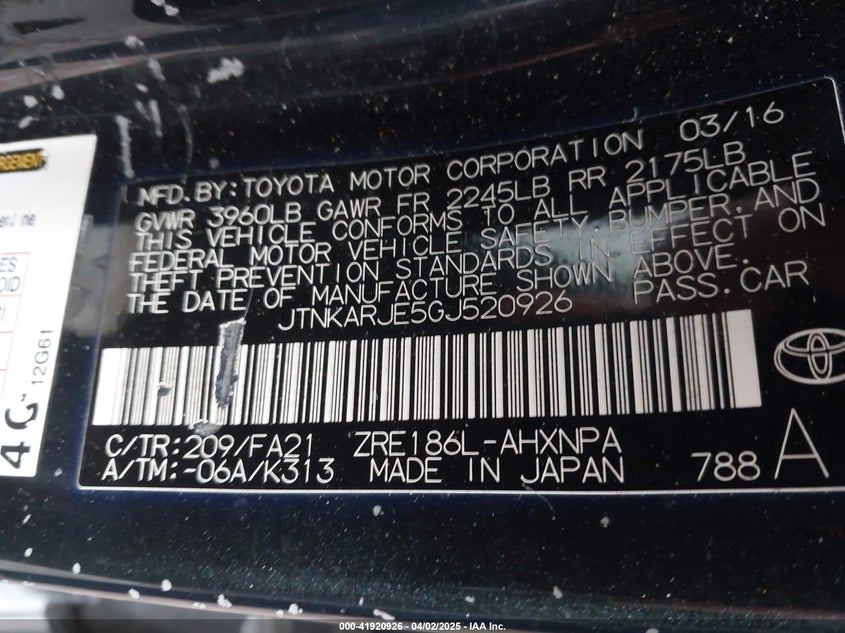 MFD.BY:TOYOTA MOTOR CORPORATION 03/16
GVWR 3960LB GAWR FR 2245LB RR 2175LB
THIS VEHICLE CONFORMS TO ALL APPLICABLE
FEDERAL MOTOR VEHICLE SAFETY,BUMPER,AND
THEFT PREVENTION STANDARDS IN EFFECT ON
THE DATE OF MANUFACTURE SHOWN ABOVE.
JTNKARJE5GJ520926 PASS.CAR
C/TR:209/FA21 ZRE186L-AHXNPA
A/TM:-06A/K313 MADE IN JAPAN 788 A
12G61
000-41920926 - 04/02/2025 - IAA Inc.